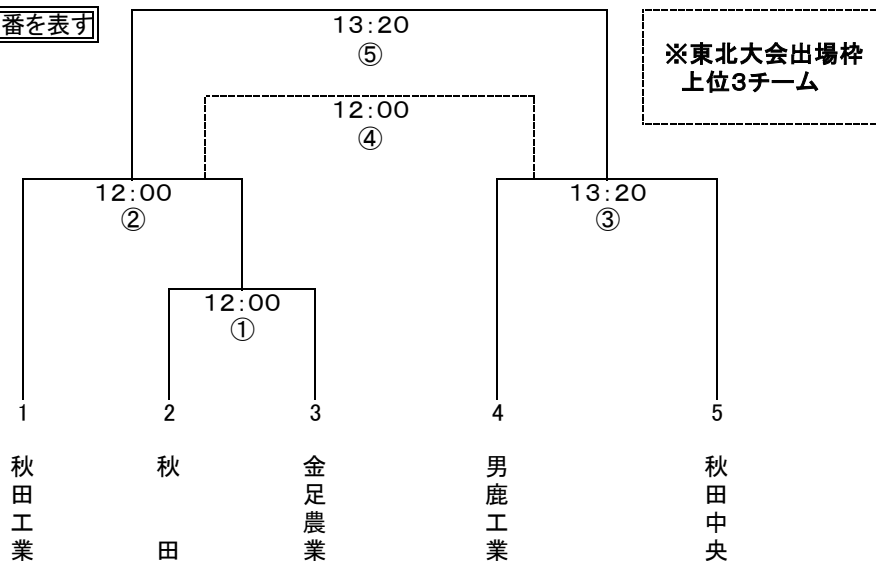 番を表す
13:20
⑤
※東北大会出場枠
上位3チーム
12:00
④
12:00
②
13:20
③
12:00
①
1
2
3
4
5
秋田工業
秋田
金足農業
男鹿工業
秋田中央